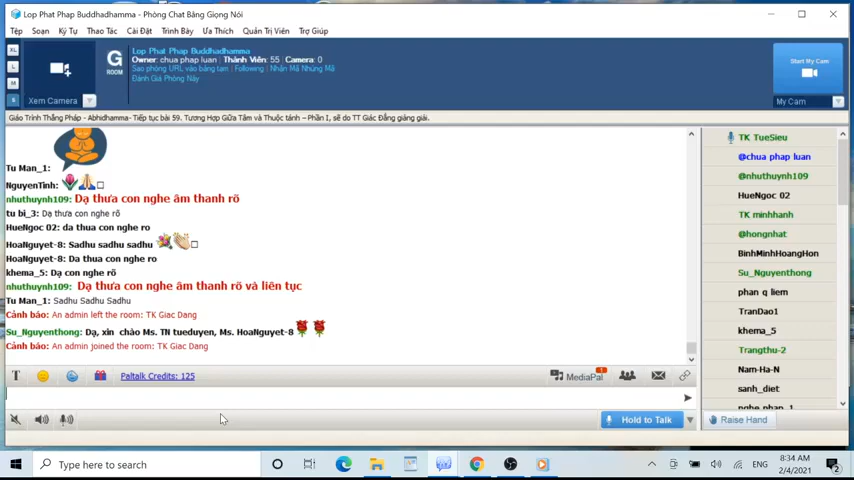 Lop Phat Phap Buddhadhamma - Phòng Chat Bằng Giọng Nói
Tệp Soạn Ký Tự Thao Tác Cài Đặt Trình Bày Ưa Thích Quản Trị Viên Trợ Giúp
XL
L
M
S
Xem Camera
G
ROOM
Lop Phat Phap Buddhadhamma
Owner: chua phap luan | Thành Viên: 55 | Camera: 0
Sao phỏng URL vào bảng tạm | Following | Nhận Mã Nhúng Mã
Đánh Giá Phòng Này
Start My Cam
My Cam
Giáo Trình Thắng Pháp - Abhidhamma- Tiếp tục bài 59. Tương Hợp Giữa Tâm và Thuộc tánh – Phần I, sẽ do TT Giác Đẳng giảng giải.
Tu Man_1:
NguyenTinh:
nhuthuynh109: Dạ thưa con nghe âm thanh rõ
tu bi_3: Dạ thưa con nghe rõ
HueNgoc 02: da thua con nghe ro
HoaNguyet-8: Sadhu sadhu sadhu
HoaNguyet-8: Da thua con nghe ro
khema_5: Dạ con nghe rõ
nhuthuynh109: Dạ thưa con nghe âm thanh rõ và liên tục
Tu Man_1: Sadhu Sadhu Sadhu
Cảnh báo: An admin left the room: TK Giac Dang
Su_Nguyenthong: Dạ, xin chào Ms. TN tueduyen, Ms. HoaNguyet-8
Cảnh báo: An admin joined the room: TK Giac Dang
TK TueSieu
@chua phap luan
@nhuthuynh109
HueNgoc 02
TK minhhanh
@hongnhat
BinhMinhHoangHon
Su_Nguyenthong
phan q liem
TranDao1
khema_5
Trangthu-2
Nam-Ha-N
sanh_diet
nghe phap_1
T Paltalk Credits: 125 MediaPal 1
Hold to Talk Raise Hand
Type here to search
ENG
8:34 AM
2/4/2021
2